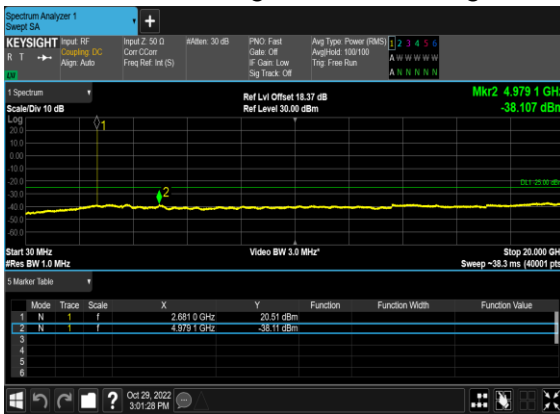 Spectrum Analyzer 1
Swept SA
KEYSIGHT
R T
LV
Input: RF
Coupling: DC
Align: Auto
Input Z: 50 Ω
Corr CCorr
Freq Ref: Int (S)
#Atten: 30 dB
PNO: Fast
Gate: Off
IF Gain: Low
Sig Track: Off
Avg Type: Power (RMS)
Avg|Hold: 100/100
Trig: Free Run
1 2 3 4 5 6
A W W W W W
A N N N N N
1 Spectrum
Scale/Div 10 dB
Ref Lvl Offset 18.37 dB
Ref Level 30.00 dBm
Mkr2 4.979 1 GHz
-38.107 dBm
Log
20.0
10.0
0.00
-10.0
-20.0
-30.0
-40.0
-50.0
-60.0
1
2
DL1 -25.00 dBm
Start 30 MHz
#Res BW 1.0 MHz
Video BW 3.0 MHz*
Stop 20.000 GH
Sweep ~38.3 ms (40001 pts
5 Marker Table
Mode Trace Scale X Y Function Function Width Function Value
1 N 1 f 2.681 0 GHz 20.51 dBm
2 N 1 f 4.979 1 GHz -38.11 dBm
3
4
5
6
?
Oct 29, 2022
3:01:28 PM